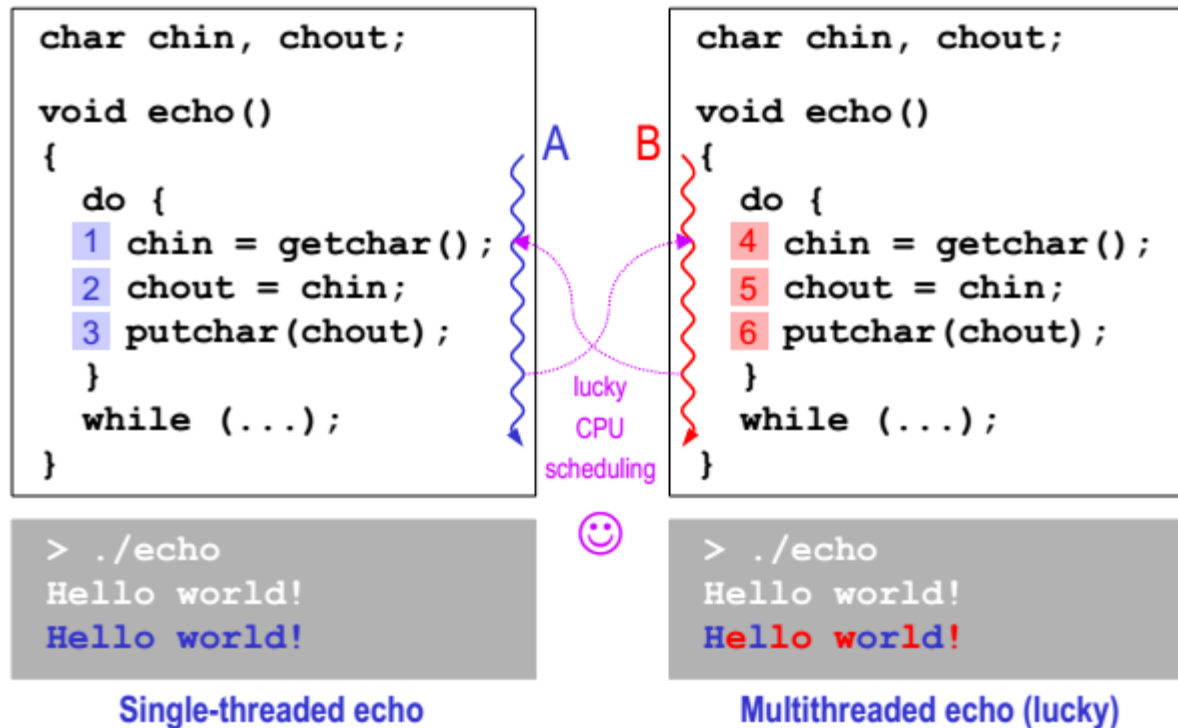 char chin, chout;
void echo()
{
do {
1 chin = getchar();
2 chout = chin;
3 putchar(chout);
}
while (...);
}
A
B
lucky
CPU
scheduling
char chin, chout;
void echo()
{
do {
4 chin = getchar();
5 chout = chin;
6 putchar(chout);
}
while (...);
}
> ./echo
Hello world!
Hello world!
Single-threaded echo
> ./echo
Hello world!
Hello world!
Multithreaded echo (lucky)